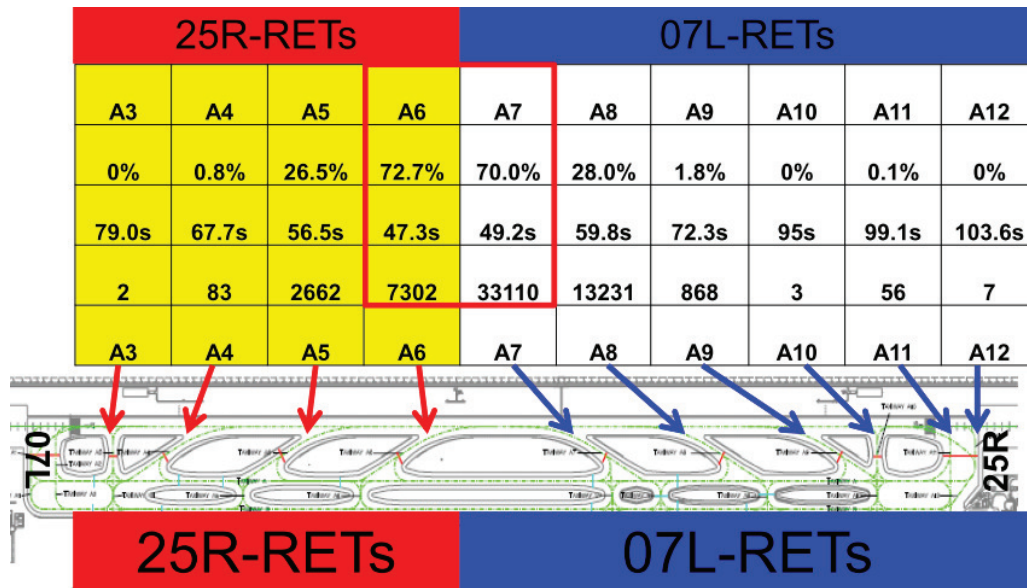 25R-RETs 07L-RETs
A3 A4 A5 A6 A7 A8 A9 A10 A11 A12
0% 0.8% 26.5% 72.7% 70.0% 28.0% 1.8% 0% 0.1% 0%
79.0s 67.7s 56.5s 47.3s 49.2s 59.8s 72.3s 95s 99.1s 103.6s
2 83 2662 7302 33110 13231 868 3 56 7
A3 A4 A5 A6 A7 A8 A9 A10 A11 A12
07L
25R
25R-RETs 07L-RETs